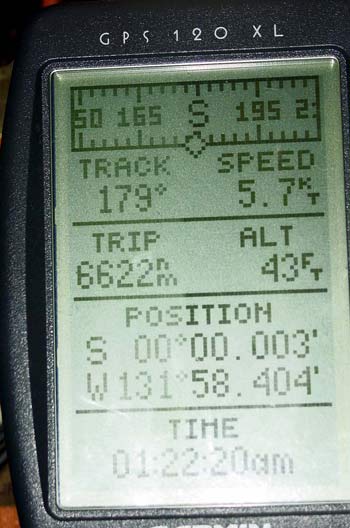 GPS 120 XL
50 165 S 195 2
TRACK SPEED
179° 5.7KT
TRIP ALT
6622NM 43FT
POSITION
S 00°00.003'
W 131°58.404'
TIME
01:22:20am